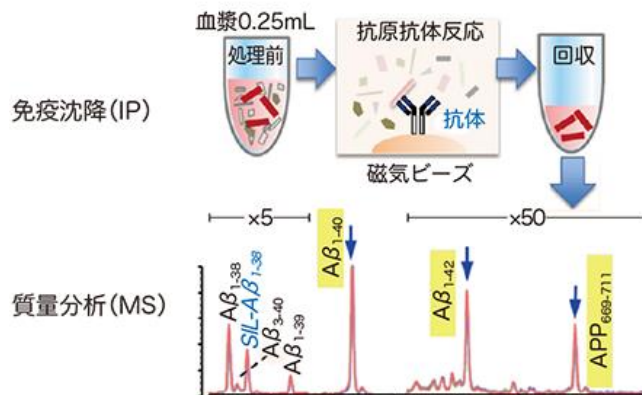 血漿0.25mL
処理前
抗原抗体反応
回収
免疫沈降(IP)
抗体
磁気ビーズ
×5
×50
質量分析(MS)
Aβ1-38
SIL-Aβ1-38
Aβ3-40
Aβ1-39
Aβ1-40
Aβ1-42
APP669-711